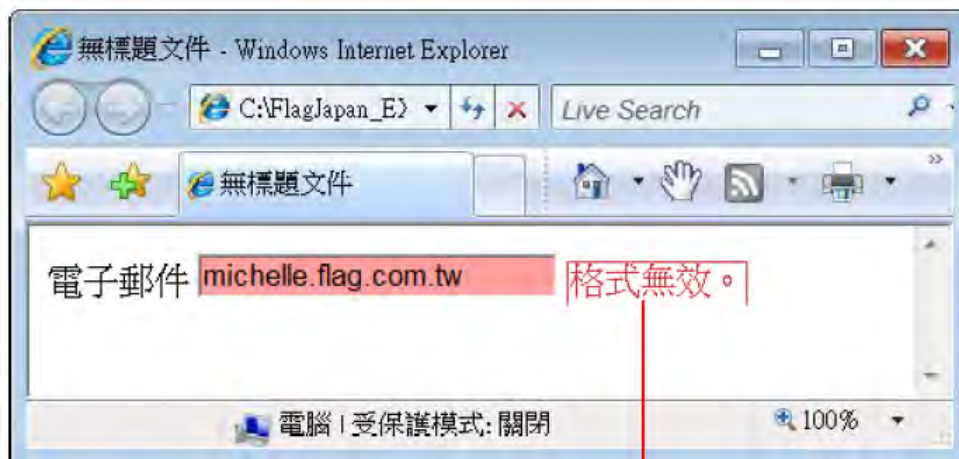 無標題文件 - Windows Internet Explorer
C:\FlagJapan_E》
Live Search
無標題文件
電子郵件 michelle.flag.com.tw 格式無效。
電腦 | 受保護模式: 關閉 100%